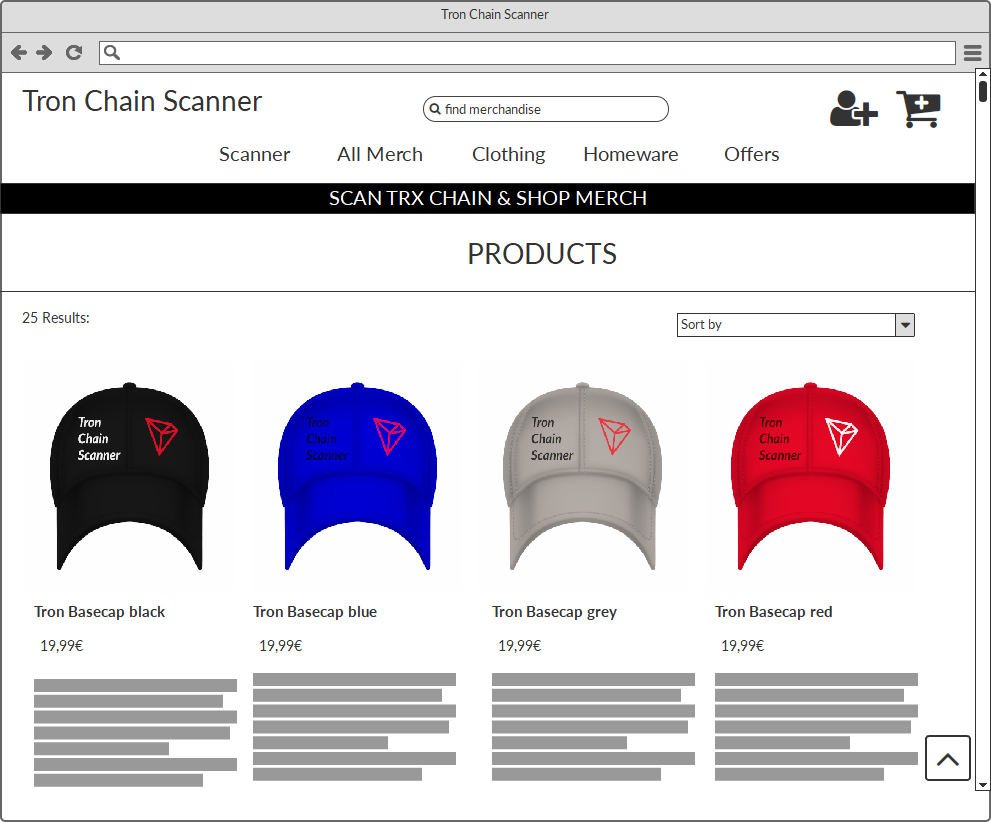 Tron Chain Scanner
Tron Chain Scanner
find merchandise
Scanner All Merch Clothing Homeware Offers
SCAN TRX CHAIN & SHOP MERCH
PRODUCTS
25 Results:
Sort by
Tron
Chain
Scanner
Tron
Chain
Scanner
Tron
Chain
Scanner
Tron
Chain
Scanner
Tron Basecap black
Tron Basecap blue
Tron Basecap grey
Tron Basecap red
19,99€
19,99€
19,99€
19,99€